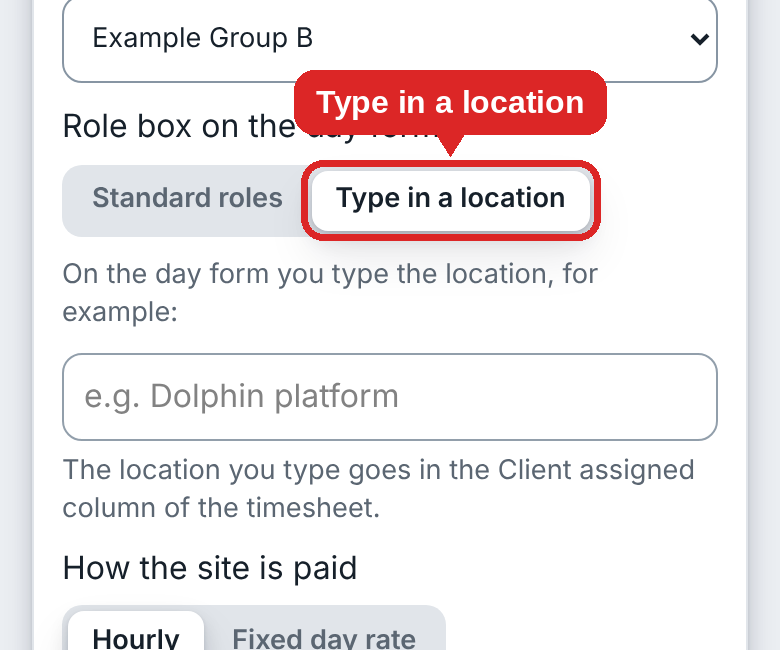 Example Group B
Type in a location
Role box on the day form
Standard roles
Type in a location
On the day form you type the location, for
example:
e.g. Dolphin platform
The location you type goes in the Client assigned
column of the timesheet.
How the site is paid
Hourly
Fixed day rate